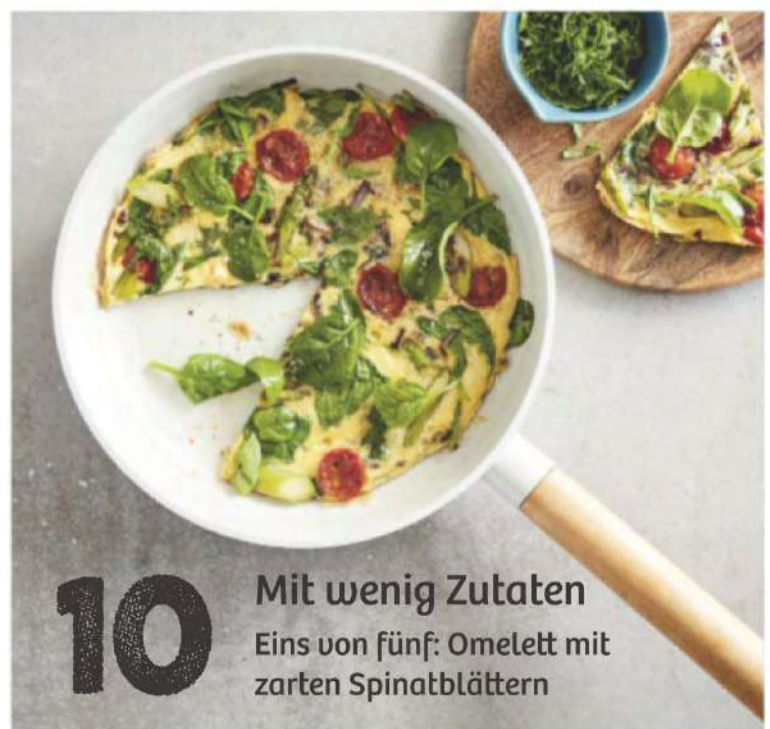 10
Mit wenig Zutaten
Eins von fünf: Omelett mit
zarten Spinatblättern